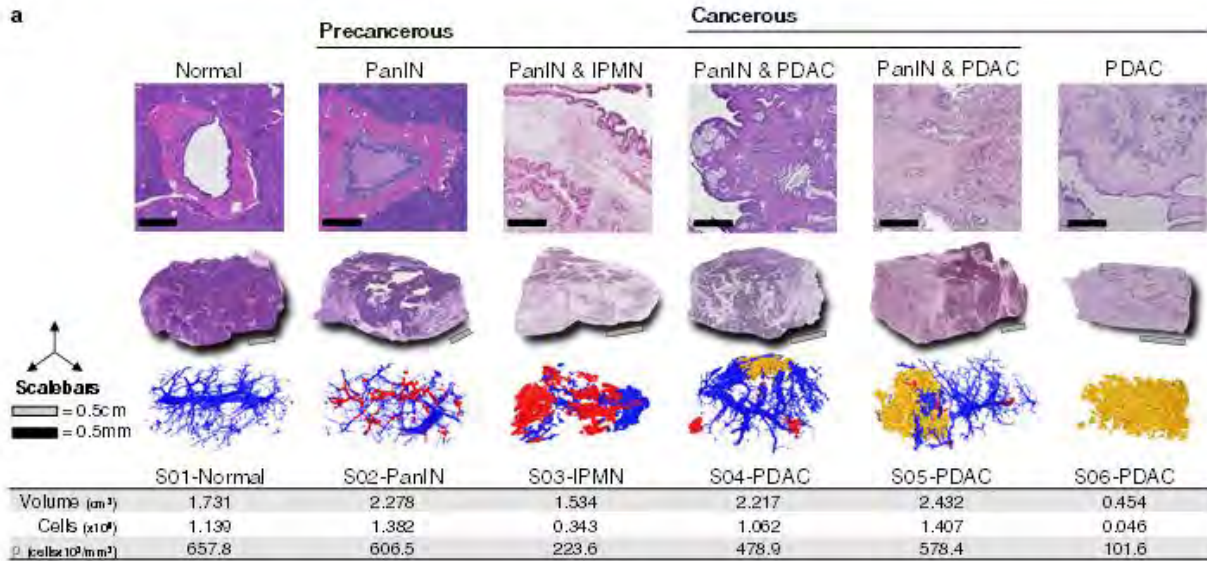 a
Cancerous
Precancerous
Normal PanIN PanIN & IPMN PanIN & PDAC PanIN & PDAC PDAC
Scalebars
= 0.5cm
= 0.5mm
S01-Normal S02-PanIN S03-IPMN S04-PDAC S05-PDAC S06-PDAC
Volume (cm³) 1.731 2.278 1.534 2.217 2.432 0.454
Cells 1.139 1.382 0.343 1.062 1.407 0.046
ρ (cellsx10³/mm³) 657.8 606.5 223.6 478.9 578.4 101.6